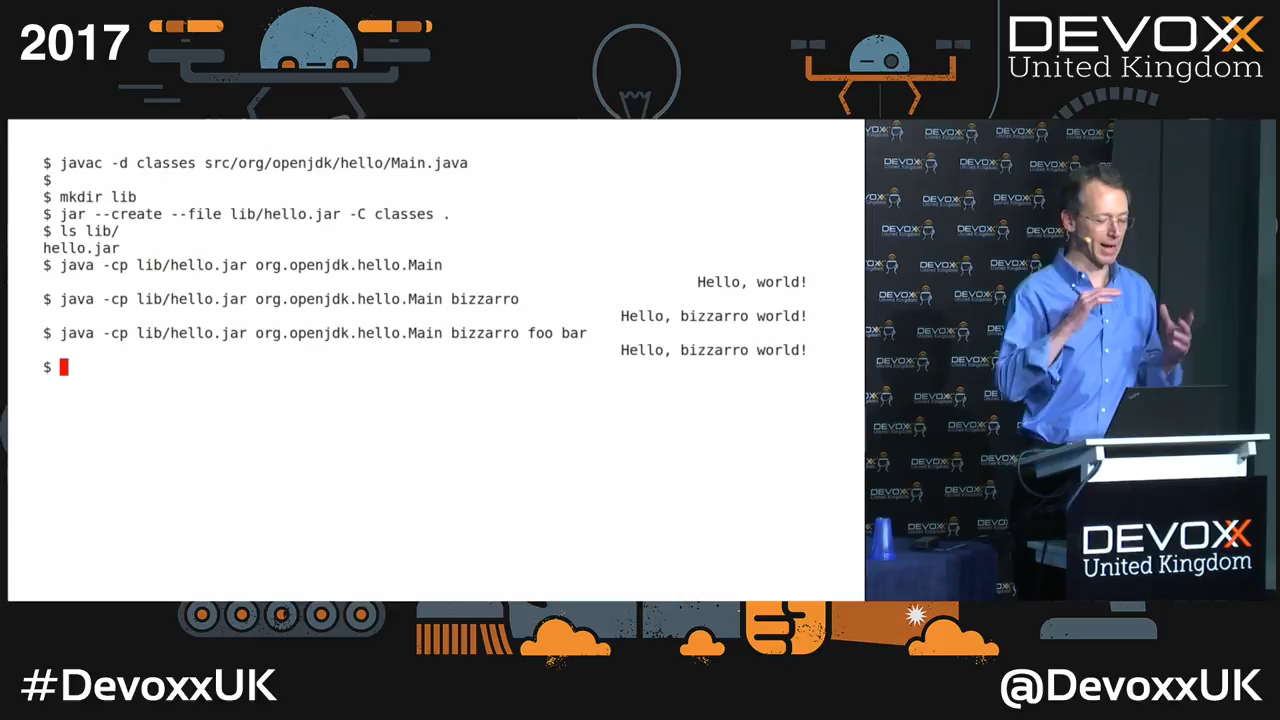 2017
DEVOXX
United Kingdom
$ javac -d classes src/org/openjdk/hello/Main.java
$
$ mkdir lib
$ jar --create --file lib/hello.jar -C classes .
$ ls lib/
hello.jar
$ java -cp lib/hello.jar org.openjdk.hello.Main
Hello, world!
$ java -cp lib/hello.jar org.openjdk.hello.Main bizzarro
Hello, bizzarro world!
$ java -cp lib/hello.jar org.openjdk.hello.Main bizzarro foo bar
Hello, bizzarro world!
$
DEVOXX
United Kingdom
#DevoxxUK
@DevoxxUK